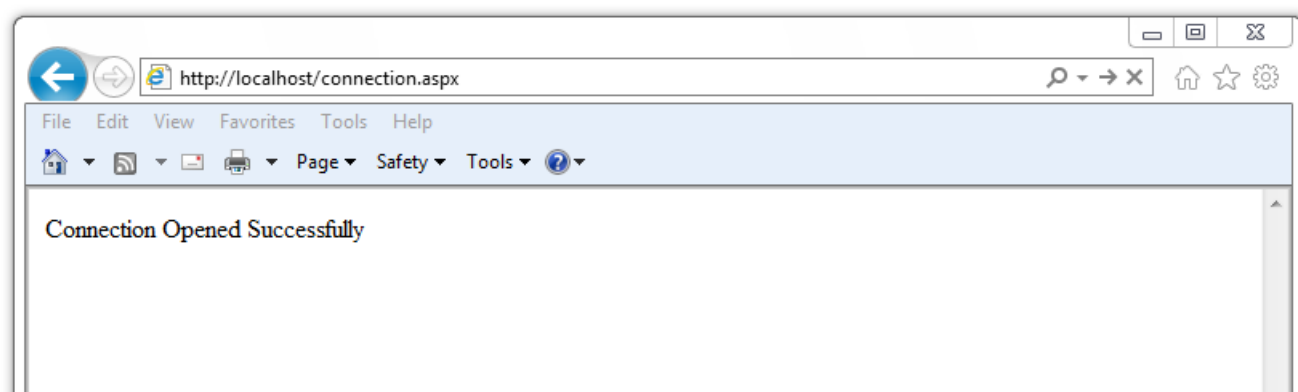 http://localhost/connection.aspx
File Edit View Favorites Tools Help
Page Safety Tools
Connection Opened Successfully